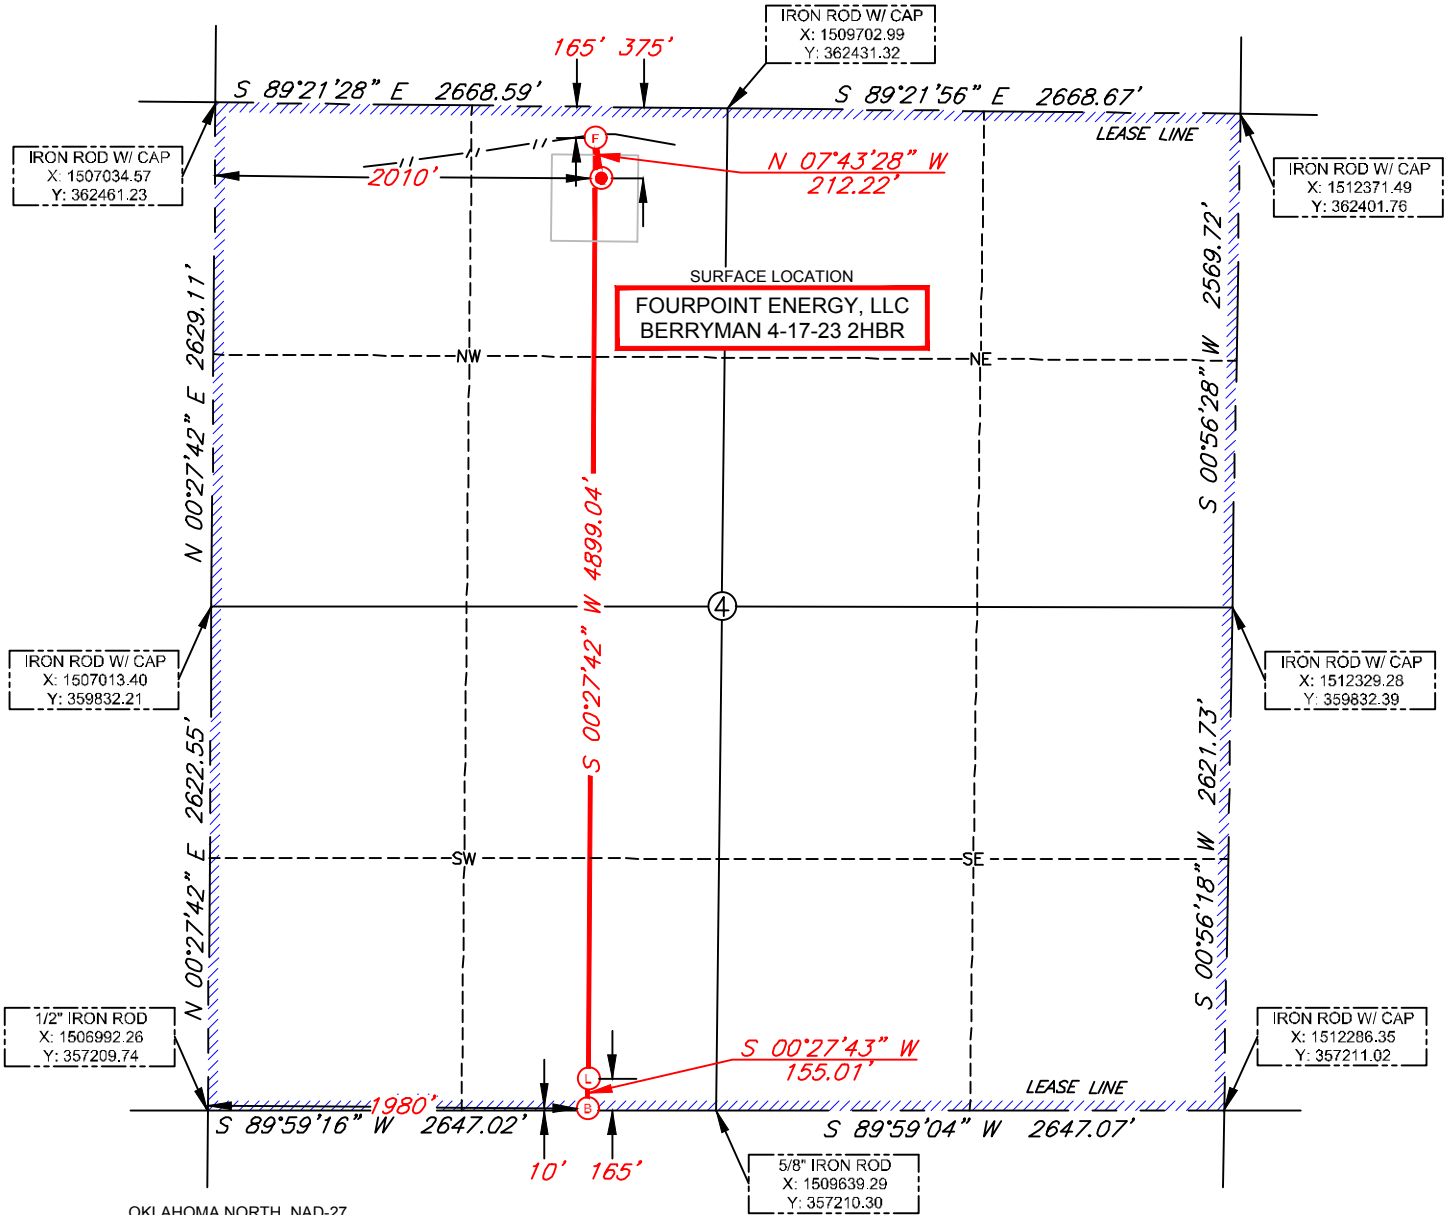 IRON ROD W/ CAP
X: 1509702.99
Y: 362431.32
165' 375'
S 89°21'28" E 2668.59'
S 89°21'56" E 2668.67'
LEASE LINE
IRON ROD W/ CAP
X: 1507034.57
Y: 362461.23
F
N 07°43'28" W
212.22'
2010'
IRON ROD W/ CAP
X: 1512371.49
Y: 362401.76
SURFACE LOCATION
FOURPOINT ENERGY, LLC
BERRYMAN 4-17-23 2HBR
N 00°27'42" E 2629.11'
S 00°56'28" W 2569.72'
NW
NE
S 00°27'42" W 4899.04'
4
IRON ROD W/ CAP
X: 1507013.40
Y: 359832.21
IRON ROD W/ CAP
X: 1512329.28
Y: 359832.39
N 00°27'42" E 2622.55'
S 00°56'18" W 2621.73'
SW
SE
1/2" IRON ROD
X: 1506992.26
Y: 357209.74
IRON ROD W/ CAP
X: 1512286.35
Y: 357211.02
S 00°27'43" W
155.01'
L
LEASE LINE
1980'
B
S 89°59'16" W 2647.02'
S 89°59'04" W 2647.07'
10' 165'
5/8" IRON ROD
X: 1509639.29
Y: 357210.30
OKLAHOMA NORTH NAD-27